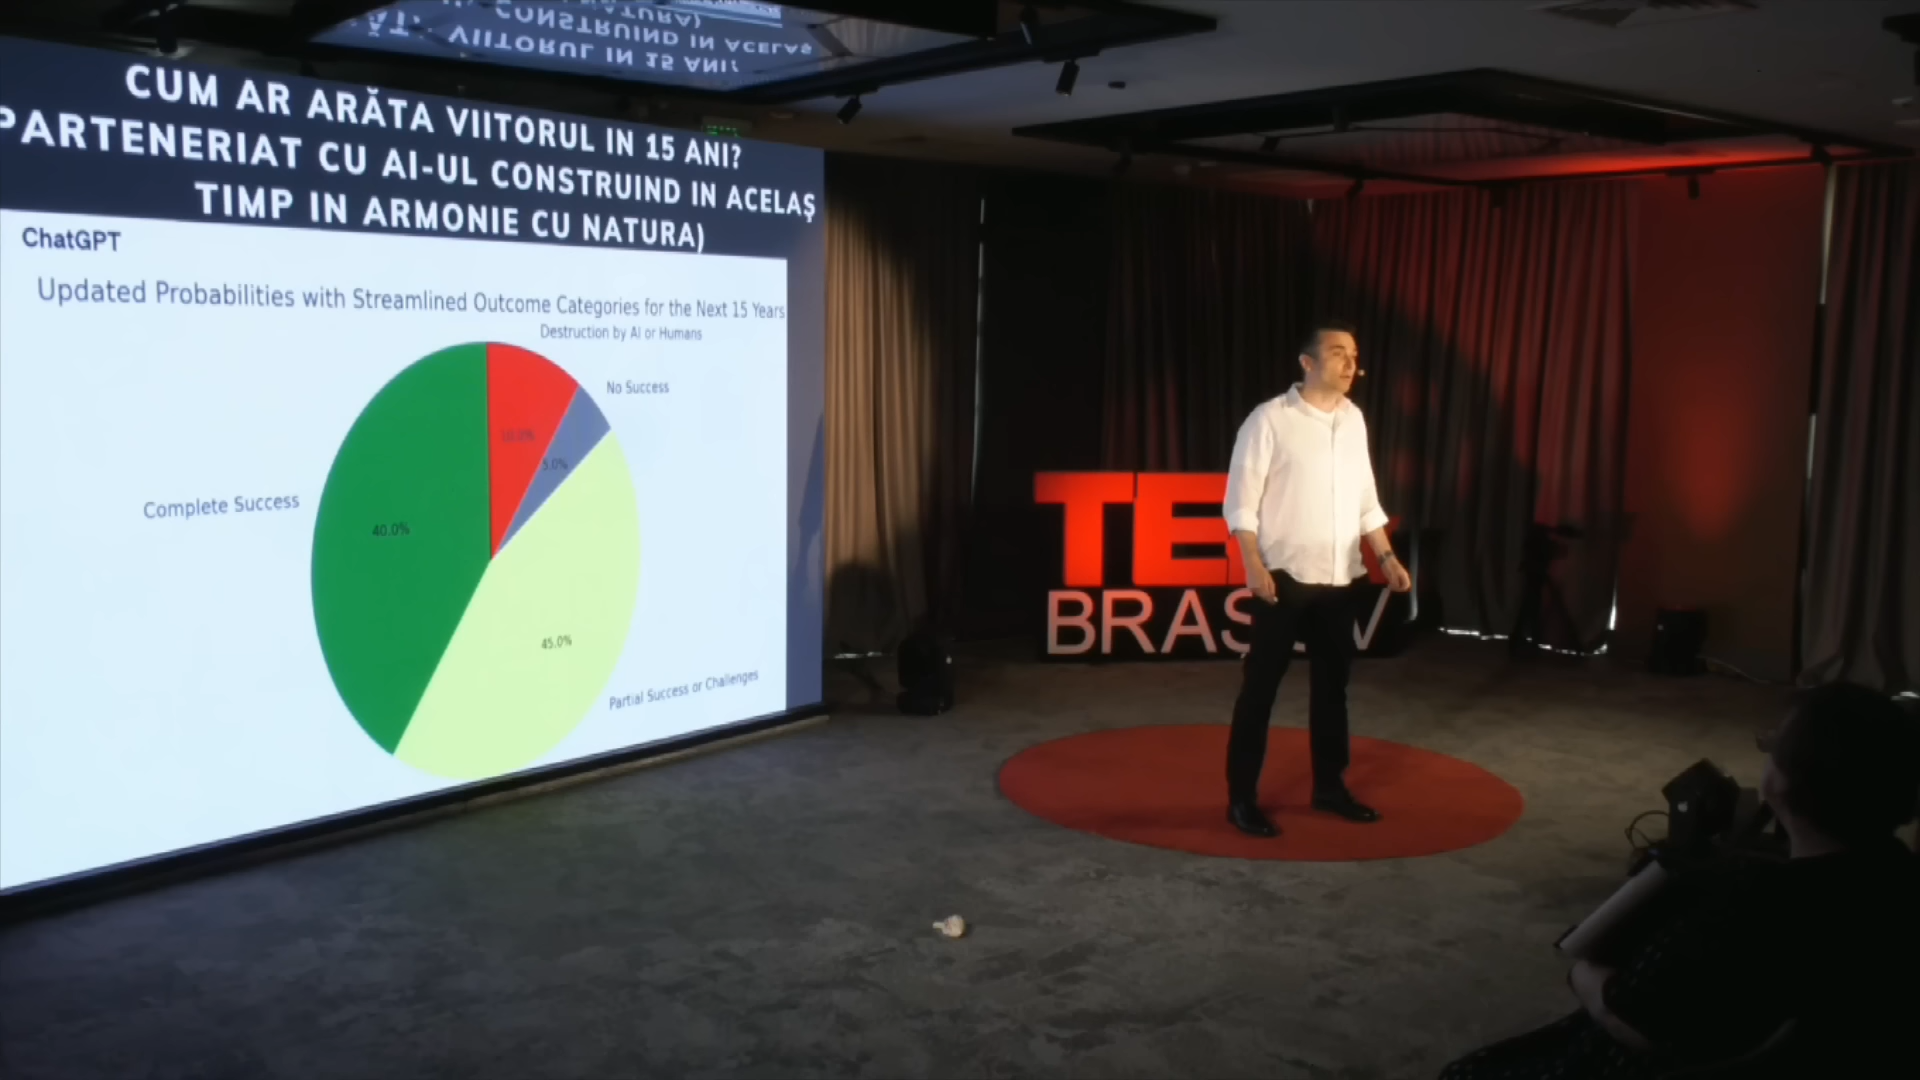 CUM AR ARĂTA VIITORUL IN 15 ANI?
PARTENERIAT CU AI-UL CONSTRUIND IN ACELAŞ
TIMP IN ARMONIE CU NATURA)
ChatGPT
Updated Probabilities with Streamlined Outcome Categories for the Next 15 Years
Destruction by AI or Humans
No Success
10.0%
5.0%
Complete Success
40.0%
45.0%
Partial Success or Challenges
BRAȘ V